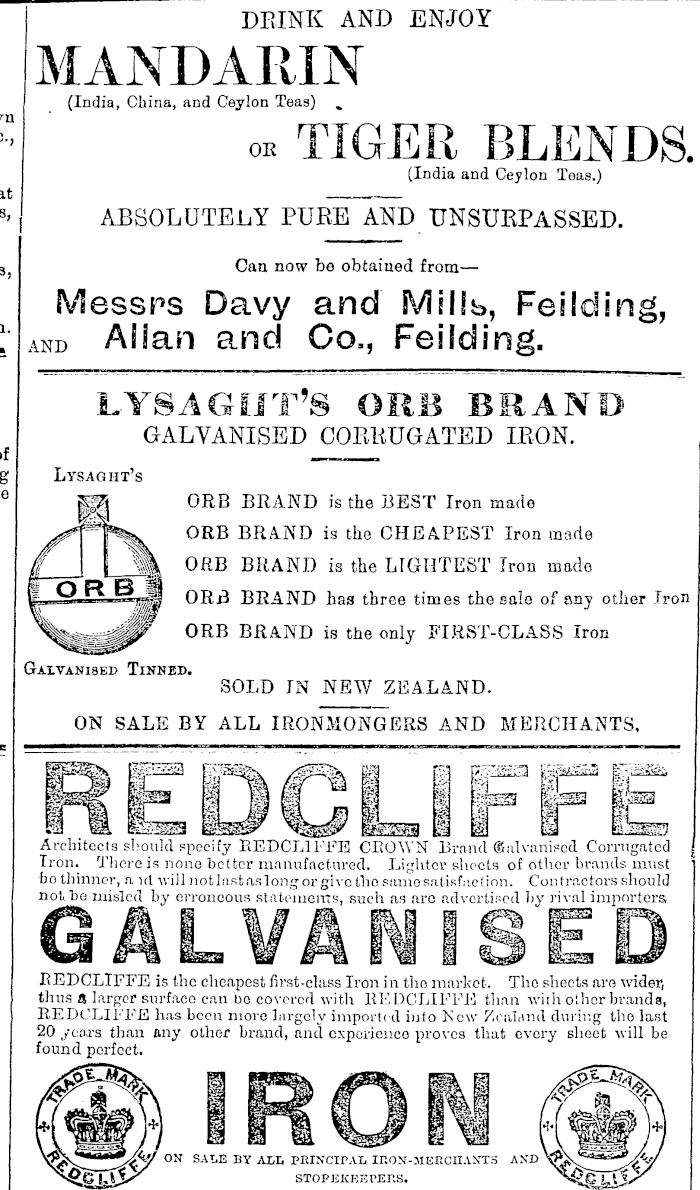 DRINK AND ENJOY
MANDARIN
(India, China, and Ceylon Teas)
OR TIGER BLENDS.
(India and Ceylon Teas.)
ABSOLUTELY PURE AND UNSURPASSED.
Can now be obtained from—
Messrs Davy and Mills, Feilding,
AND Allan and Co., Feilding.
LYSAGHT'S ORB BRAND
GALVANISED CORRUGATED IRON.
LYSAGHT'S
ORB
GALVANISED TINNED.
ORB BRAND is the BEST Iron made
ORB BRAND is the CHEAPEST Iron made
ORB BRAND is the LIGHTEST Iron made
ORB BRAND has three times the sale of any other Iron
ORB BRAND is the only FIRST-CLASS Iron
SOLD IN NEW ZEALAND.
ON SALE BY ALL IRONMONGERS AND MERCHANTS,
REDCLIFFE
Architects should specify REDCLIFFE CROWN Brand Galvanised Corrugated
Iron. There is none better manufactured. Lighter sheets of other brands must
be thinner, and will not last as long or give the same satisfaction. Contractors should
not be misled by erroneous statements, such as are advertised by rival importers
GALVANISED
REDCLIFFE is the cheapest first-class Iron in the market. The sheets are wider,
thus a larger surface can be covered with REDCLIFFE than with other brands,
REDCLIFFE has been more largely imported into New Zealand during the last
20 years than any other brand, and experience proves that every sheet will be
found perfect.
TRADE MARK
REDCLIFFE
IRON
TRADE MARK
REDCLIFFE
ON SALE BY ALL PRINCIPAL IRON-MERCHANTS AND
STOPEKEEPERS.